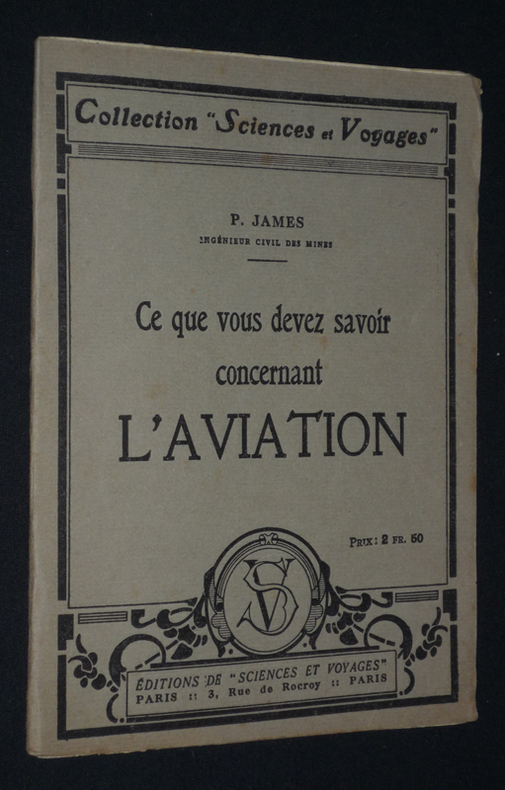 Collection "Sciences et Voyages"
P. JAMES
INGÉNIEUR CIVIL DES MINES
Ce que vous devez savoir
concernant
L'AVIATION
PRIX : 2 FR. 50
SV
ÉDITIONS DE "SCIENCES ET VOYAGES"
PARIS :: 3, Rue de Rocroy :: PARIS